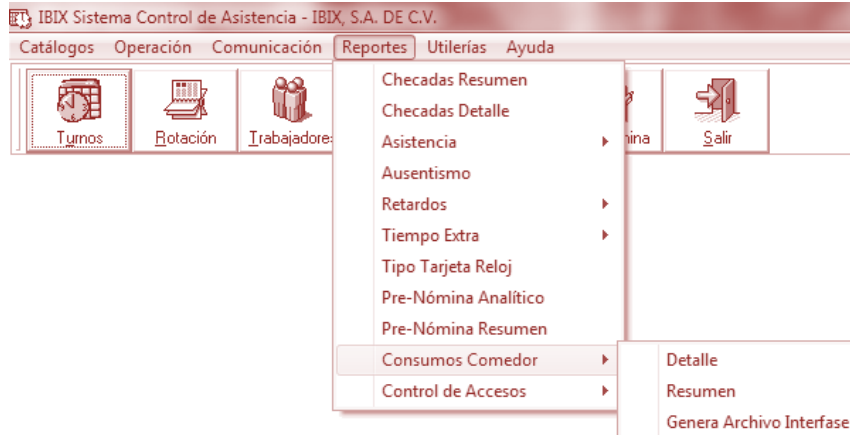 IBIX Sistema Control de Asistencia - IBIX, S.A. DE C.V.
Catálogos Operación Comunicación Reportes Utilerías Ayuda
Turnos Rotación Trabajadores Salir
Checadas Resumen
Checadas Detalle
Asistencia
Ausentismo
Retardos
Tiempo Extra
Tipo Tarjeta Reloj
Pre-Nómina Analítico
Pre-Nómina Resumen
Consumos Comedor
Control de Accesos
Detalle
Resumen
Genera Archivo Interfase